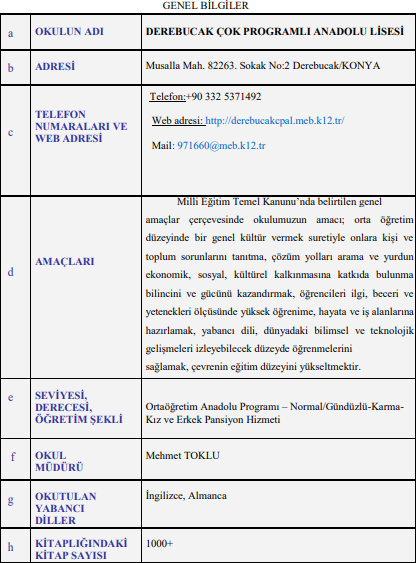 GENEL BİLGİLER
a
OKULUN ADI
DEREBUCAK ÇOK PROGRAMLI ANADOLU LİSESİ
b
ADRESİ
Musalla Mah. 82263. Sokak No:2 Derebucak/KONYA
c
TELEFON
NUMARALARI VE
WEB ADRESİ
Telefon:+90 332 5371492
Web adresi: http://derebucakcpal.meb.k12.tr/
Mail: 971660@meb.k12.tr
d
AMAÇLARI
Milli Eğitim Temel Kanunu’nda belirtilen genel
amaçlar çerçevesinde okulumuzun amacı; orta öğretim
düzeyinde bir genel kültür vermek suretiyle onlara kişi ve
toplum sorunlarını tanıtma, çözüm yolları arama ve yurdun
ekonomik, sosyal, kültürel kalkınmasına katkıda bulunma
bilincini ve gücünü kazandırmak, öğrencileri ilgi, beceri ve
yetenekleri ölçüsünde yüksek öğrenime, hayata ve iş alanlarına
hazırlamak, yabancı dili, dünyadaki bilimsel ve teknolojik
gelişmeleri izleyebilecek düzeyde öğrenmelerini
sağlamak, çevrenin eğitim düzeyini yükseltmektir.
e
SEVİYESİ,
DERECESİ,
ÖĞRETİM ŞEKLİ
Ortaöğretim Anadolu Programı – Normal/Gündüzlü-Karma-
Kız ve Erkek Pansiyon Hizmeti
f
OKUL
MÜDÜRÜ
Mehmet TOKLU
g
OKUTULAN
YABANCI
DİLLER
İngilizce, Almanca
h
KİTAPLIĞINDAKİ
KİTAP SAYISI
1000+